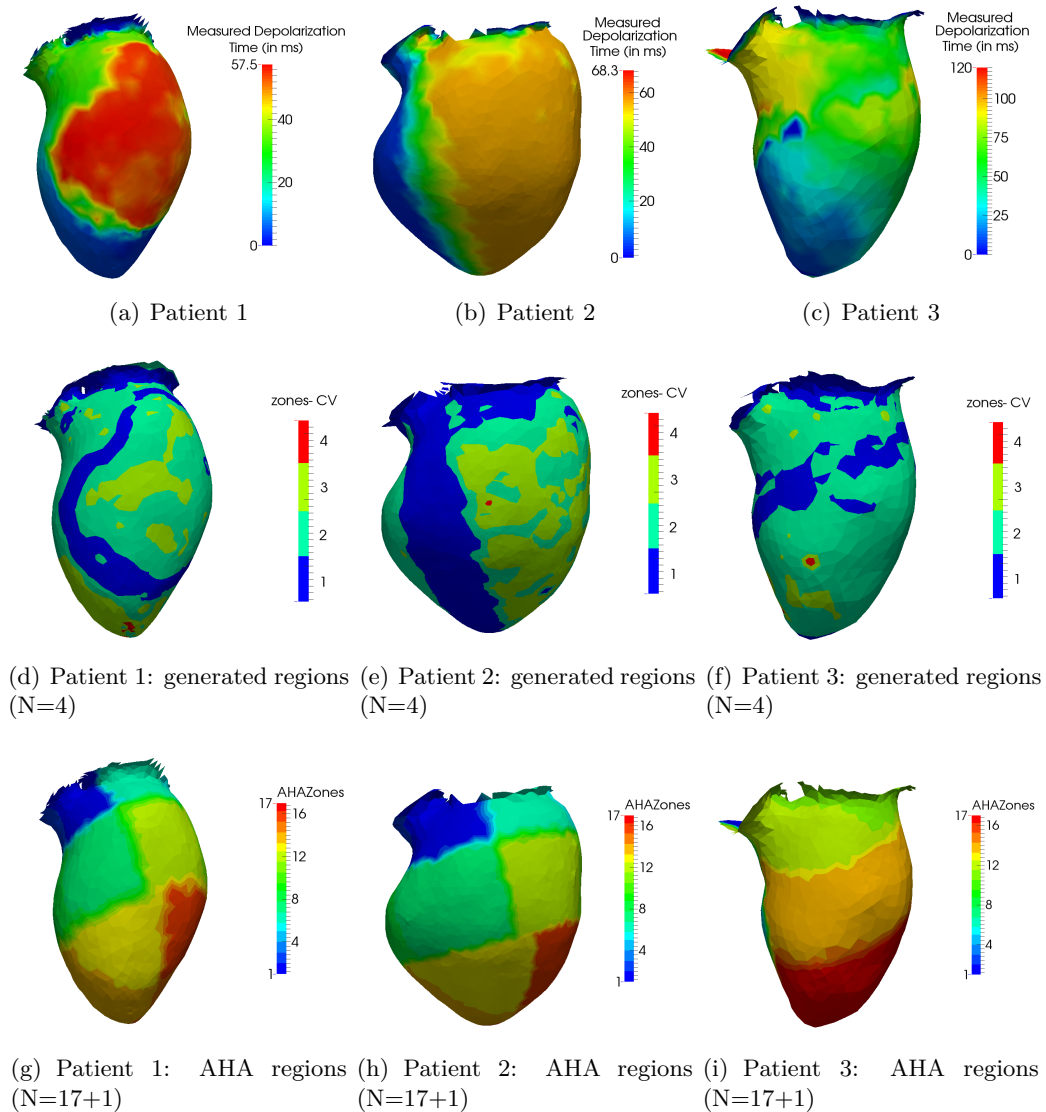 Measured Depolarization
Time (in ms)
57.5
40
20
0
Measured
Depolarization
Time (in ms)
68.3
60
40
20
0
Measured
Depolarization
Time (in ms)
120
100
75
50
25
0
(a) Patient 1
(b) Patient 2
(c) Patient 3
zones- CV
4
3
2
1
zones- CV
4
3
2
1
zones- CV
4
3
2
1
(d) Patient 1: generated regions
(N=4)
(e) Patient 2: generated regions
(N=4)
(f) Patient 3: generated regions
(N=4)
AHAZones
17
16
12
8
4
1
AHAZones
17
16
12
8
4
1
AHAZones
17
16
12
8
4
1
(g) Patient 1: AHA regions
(N=17+1)
(h) Patient 2: AHA regions
(N=17+1)
(i) Patient 3: AHA regions
(N=17+1)